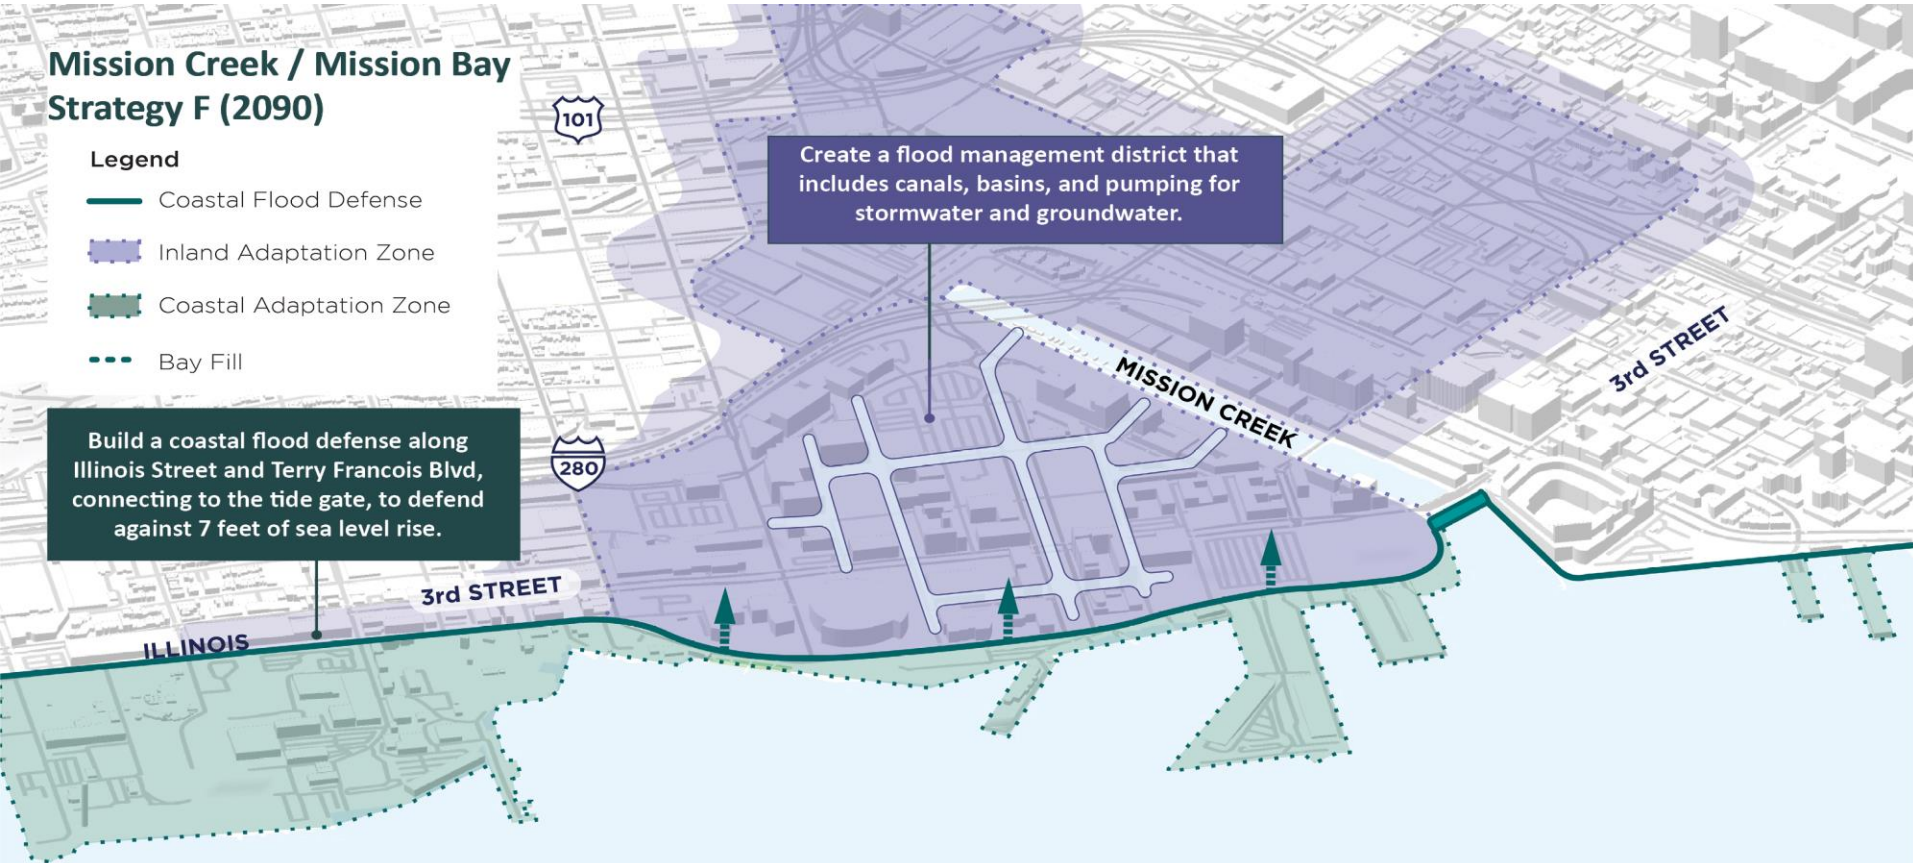 Mission Creek / Mission Bay
Strategy F (2090)
Legend
Coastal Flood Defense
Inland Adaptation Zone
Coastal Adaptation Zone
Bay Fill
101
Create a flood management district that
includes canals, basins, and pumping for
stormwater and groundwater.
3rd STREET
MISSION CREEK
Build a coastal flood defense along
Illinois Street and Terry Francois Blvd,
connecting to the tide gate, to defend
against 7 feet of sea level rise.
280
3rd STREET
ILLINOIS